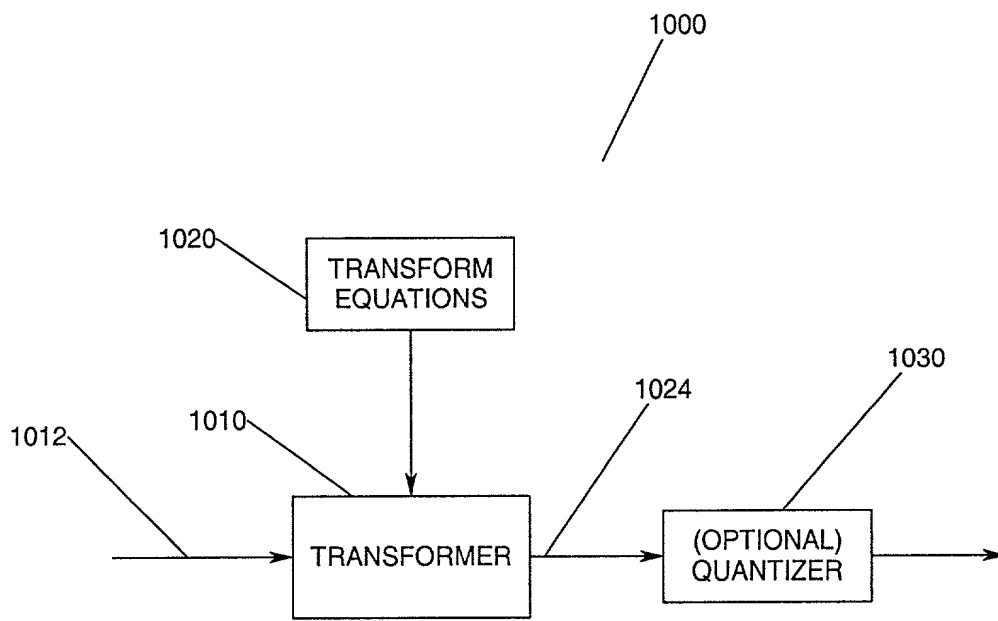 1000
1020
TRANSFORM
EQUATIONS
1030
1024
1010
1012
TRANSFORMER
(OPTIONAL)
QUANTIZER